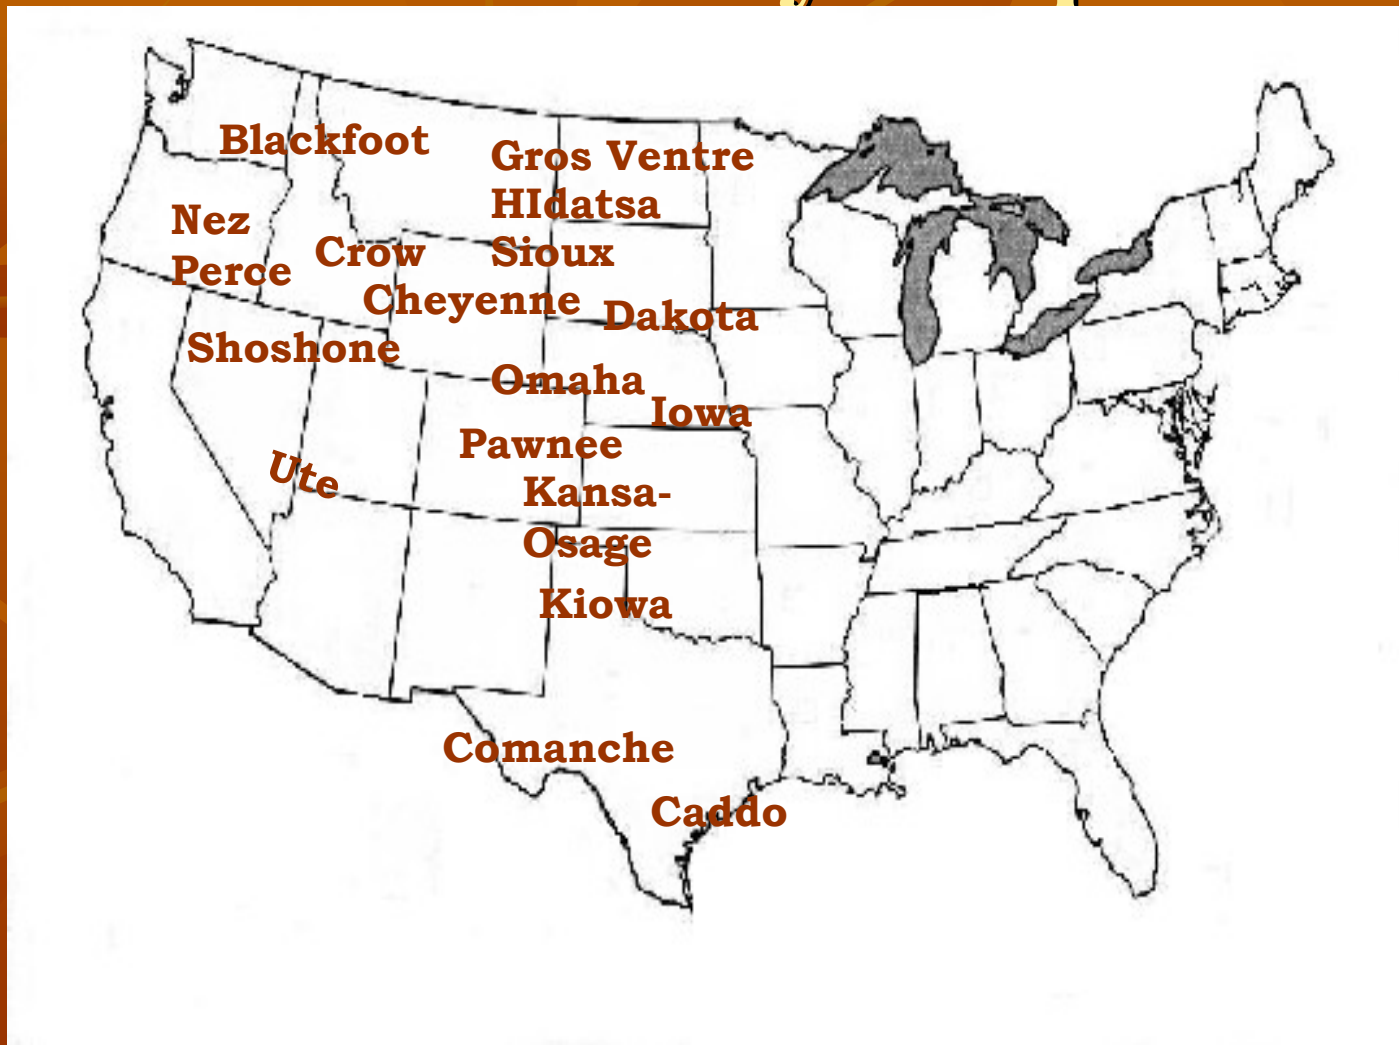 Blackfoot
Gros Ventre
HIdatsa
Nez
Perce
Crow
Sioux
Cheyenne
Dakota
Shoshone
Omaha
Iowa
Pawnee
Ute
Kansa-
Osage
Kiowa
Comanche
Caddo